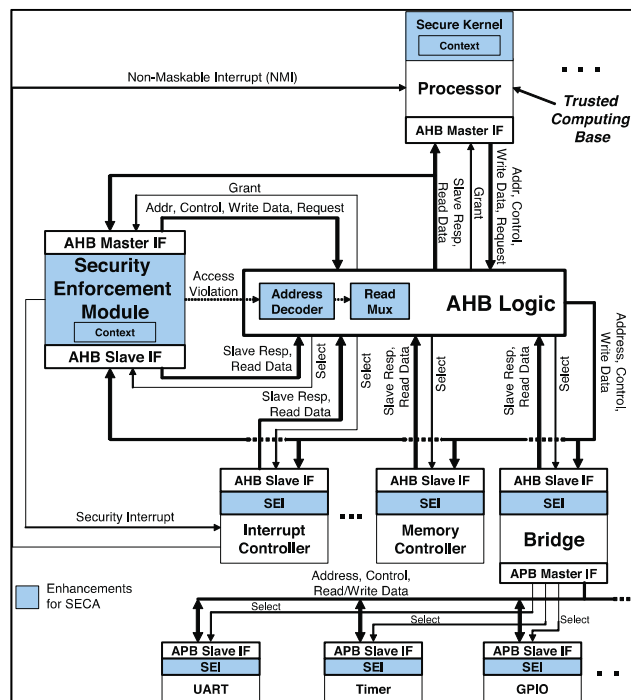 Secure Kernel
Context
Non-Maskable Interrupt (NMI)
Processor
Trusted
Computing
Base
AHB Master IF
Grant
Addr, Control, Write Data, Request
Slave Resp,
Read Data
Grant
Addr, Control,
Write Data, Request
AHB Master IF
Security
Enforcement
Module
Context
AHB Slave IF
Access
Violation
Address
Decoder
Read
Mux
AHB Logic
Address, Control,
Write Data
Slave Resp,
Read Data
Select
Slave Resp,
Read Data
Select
Slave Resp,
Read Data
Select
Slave Resp,
Read Data
Select
AHB Slave IF
SEI
Interrupt
Controller
AHB Slave IF
SEI
Memory
Controller
AHB Slave IF
SEI
Bridge
APB Master IF
Security Interrupt
Enhancements
for SECA
Address, Control,
Read/Write Data
Select
Select
Select
APB Slave IF
SEI
UART
APB Slave IF
SEI
Timer
APB Slave IF
SEI
GPIO